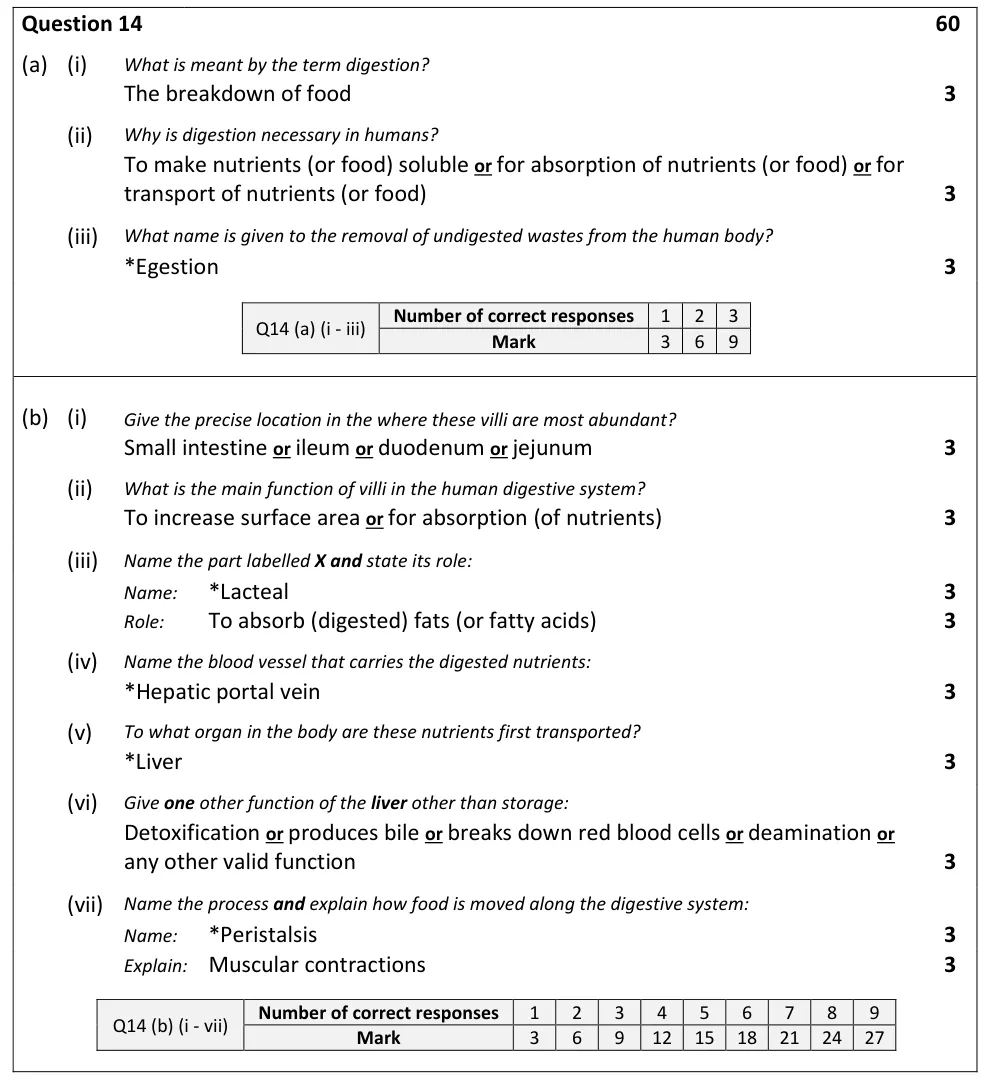 Question 14 60
(a) (i) What is meant by the term digestion?
The breakdown of food 3
(ii) Why is digestion necessary in humans?
To make nutrients (or food) soluble or for absorption of nutrients (or food) or for
transport of nutrients (or food) 3
(iii) What name is given to the removal of undigested wastes from the human body?
*Egestion 3
Q14 (a) (i - iii) Number of correct responses 1 2 3
Mark 3 6 9
(b) (i) Give the precise location in the where these villi are most abundant?
Small intestine or ileum or duodenum or jejunum 3
(ii) What is the main function of villi in the human digestive system?
To increase surface area or for absorption (of nutrients) 3
(iii) Name the part labelled X and state its role:
Name: *Lacteal 3
Role: To absorb (digested) fats (or fatty acids) 3
(iv) Name the blood vessel that carries the digested nutrients:
*Hepatic portal vein 3
(v) To what organ in the body are these nutrients first transported?
*Liver 3
(vi) Give one other function of the liver other than storage:
Detoxification or produces bile or breaks down red blood cells or deamination or
any other valid function 3
(vii) Name the process and explain how food is moved along the digestive system:
Name: *Peristalsis 3
Explain: Muscular contractions 3
Q14 (b) (i - vii) Number of correct responses 1 2 3 4 5 6 7 8 9
Mark 3 6 9 12 15 18 21 24 27